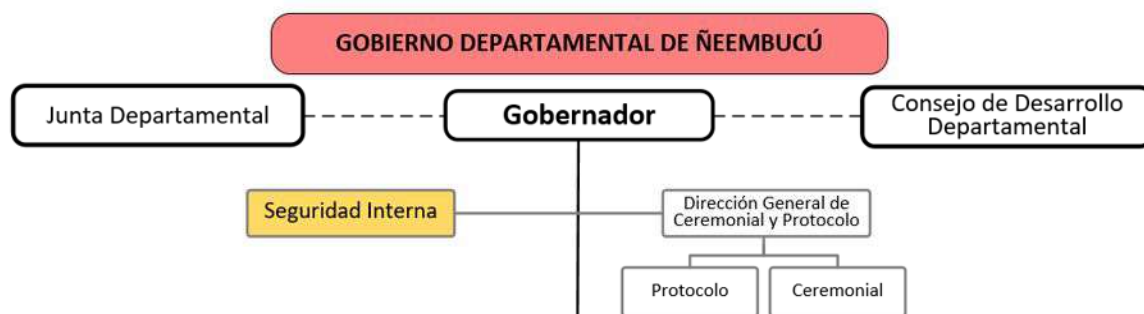 GOBIERNO DEPARTAMENTAL DE ÑEEMBUCÚ
Junta Departamental
Gobernador
Consejo de Desarrollo
Departamental
Seguridad Interna
Dirección General de
Ceremonial y Protocolo
Protocolo
Ceremonial